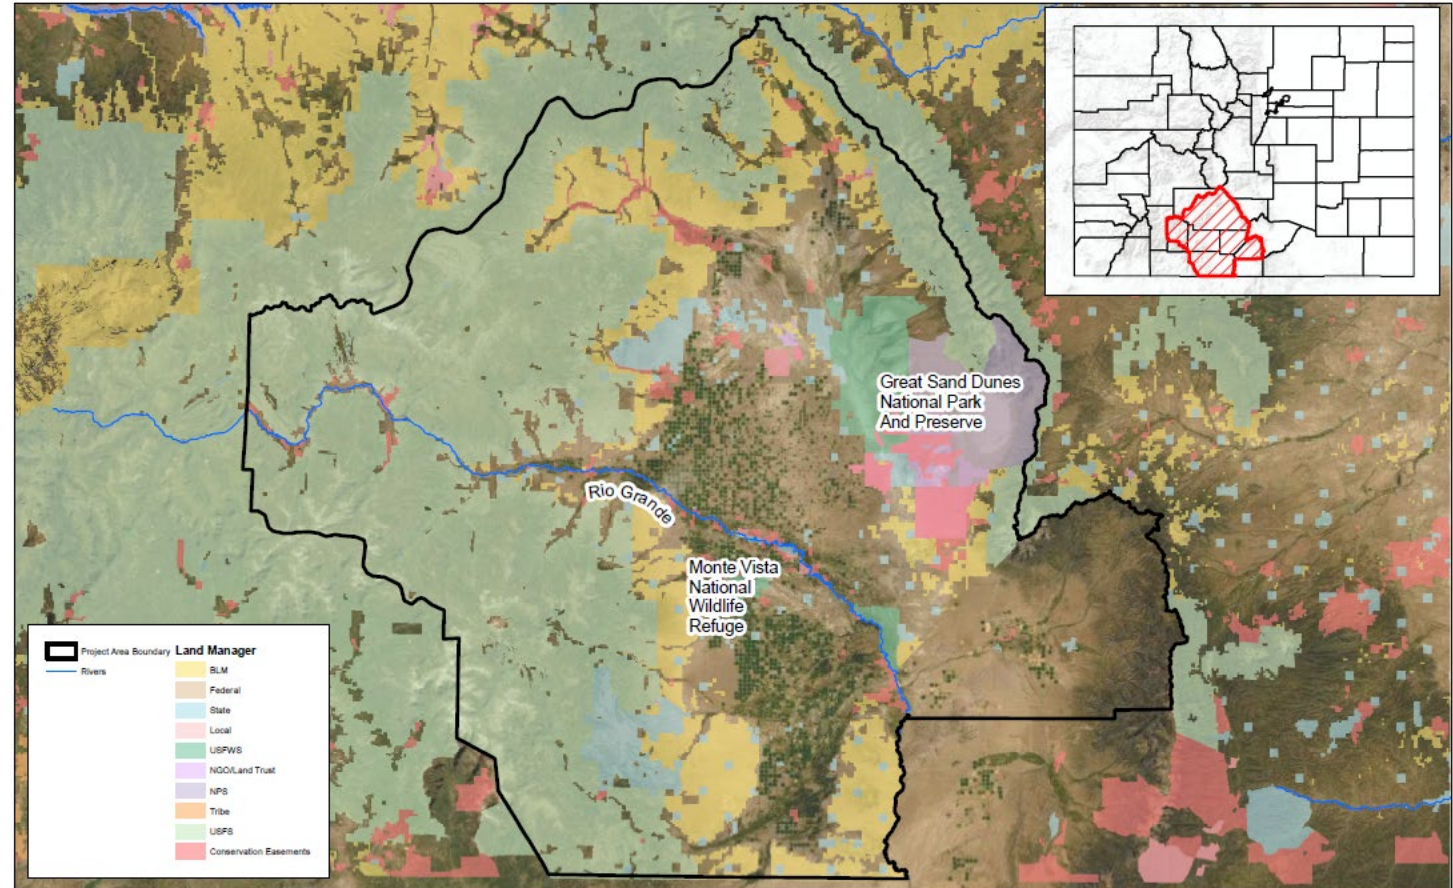 Great Sand Dunes
National Park
And Preserve
Rio Grande
Monte Vista
National
Wildlife
Refuge
Project Area Boundary
Rivers
Land Manager
BLM
Federal
State
Local
USFWS
NGO/Land Trust
NPS
Tribe
USFS
Conservation Easements